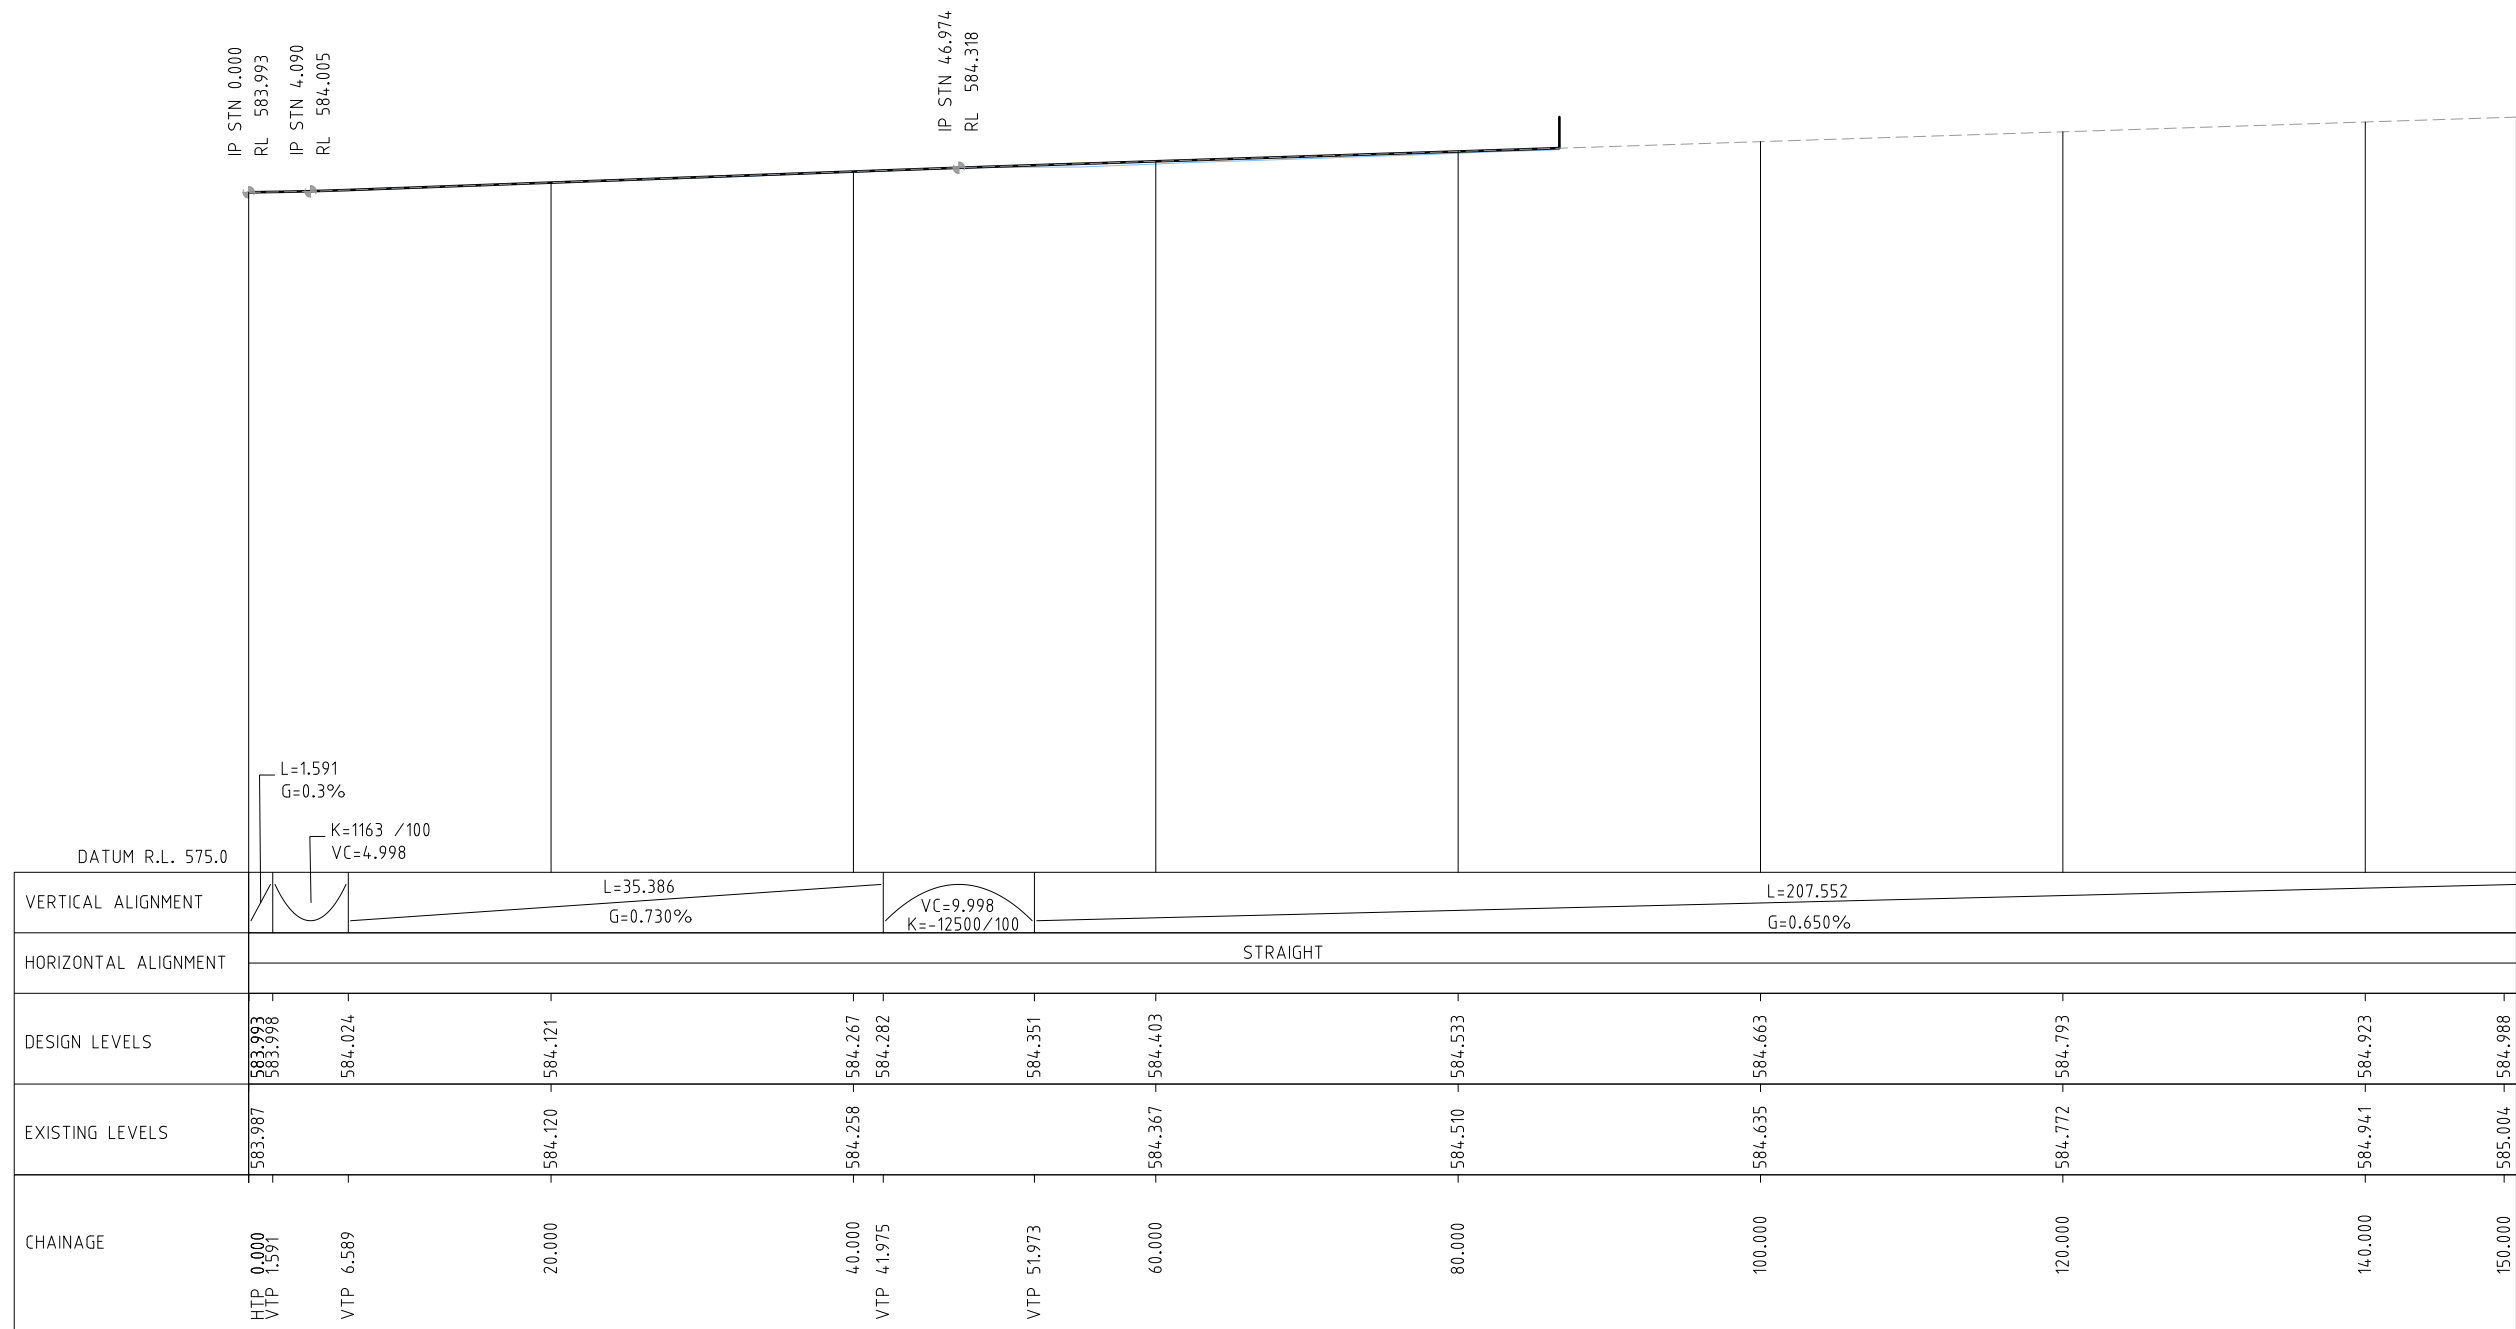 IP STN 0.000
RL 583.993
IP STN 4.090
RL 584.005
IP STN 46.974
RL 584.318
L=1.591
G=0.3%
K=1163 /100
VC=4.998
DATUM R.L. 575.0
VERTICAL ALIGNMENT
L=35.386
G=0.730%
VC=9.998
K=-12500/100
L=207.552
G=0.650%
HORIZONTAL ALIGNMENT
STRAIGHT
DESIGN LEVELS
583.993
583.998
584.024
584.121
584.267
584.282
584.351
584.403
584.533
584.663
584.793
584.923
584.988
EXISTING LEVELS
583.987
584.120
584.258
584.367
584.510
584.635
584.772
584.941
585.004
CHAINAGE
HTP 0.000
VTP 1.591
VTP 6.589
20.000
40.000
VTP 41.975
VTP 51.973
60.000
80.000
100.000
120.000
140.000
150.000